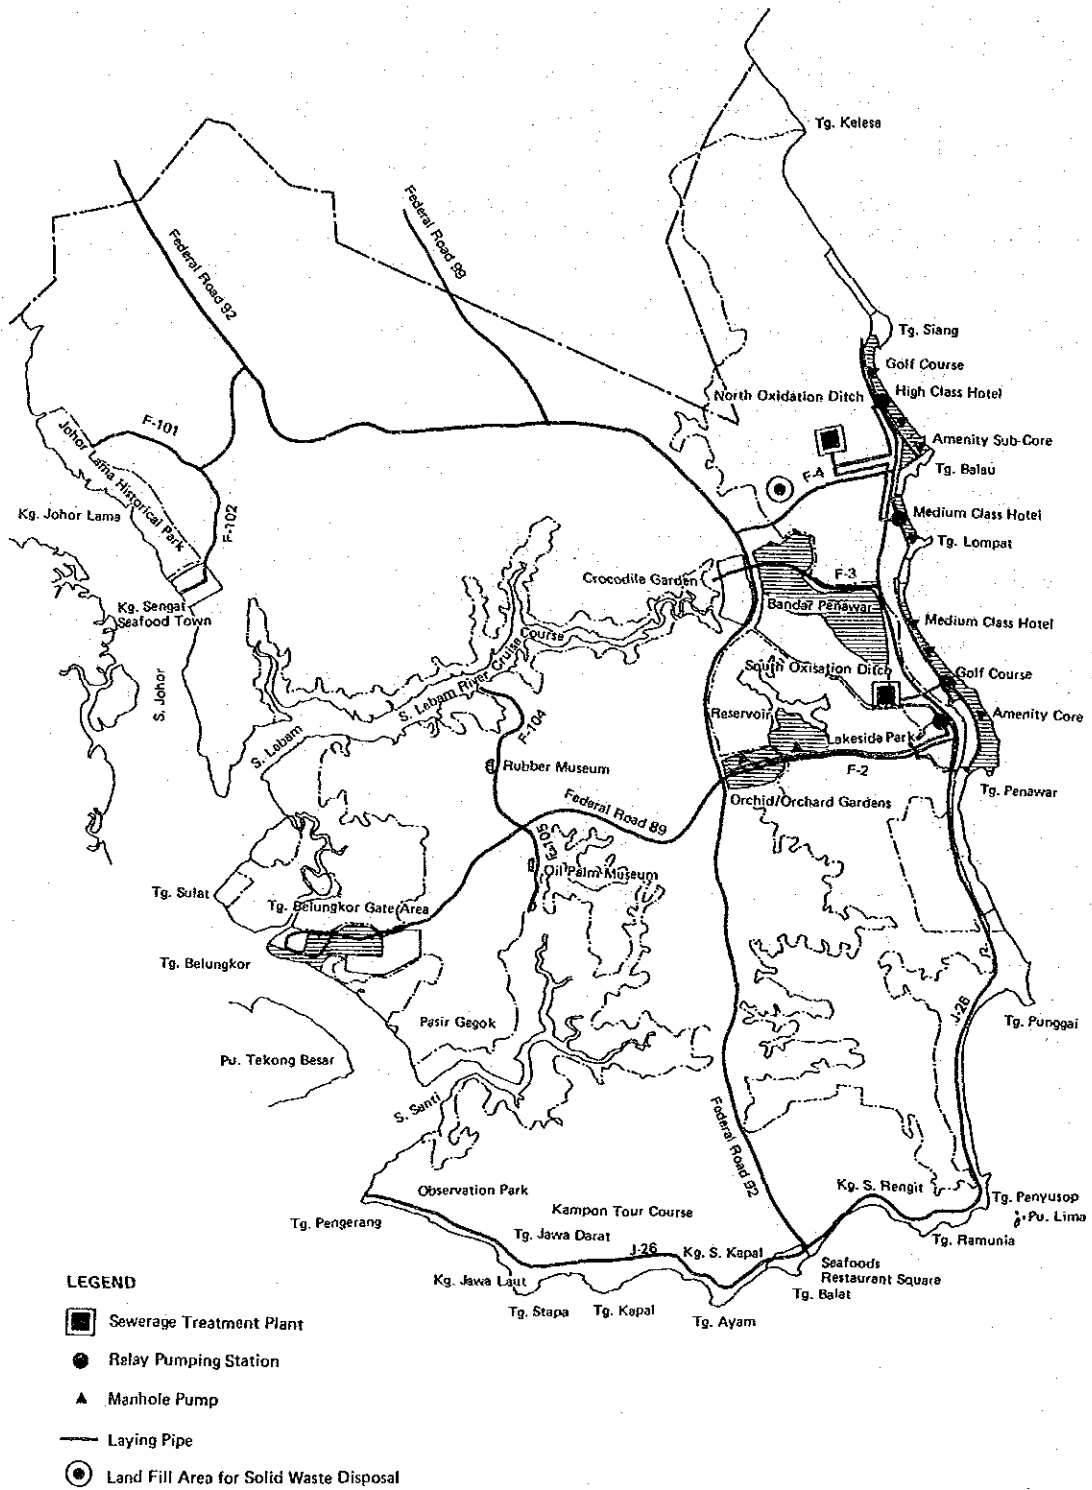 Tg. Kelesa
Federal Road 99
Federal Road 92
Tg. Siang
Golf Course
North Oxidation Ditch
High Class Hotel
F-101
Amenity Sub-Core
Tg. Balau
F-4
Johor Lama Historical Park
Kg. Johor Lama
F-102
Medium Class Hotel
Tg. Lompat
Crocodile Garden
F-3
Kg. Sengat
Seafood Town
Bandar Penawar
Medium Class Hotel
S. Lebam River Cruise Course
South Oxisation Ditch
Golf Course
S. Johor
Reservoir
Amenity Core
F-104
Lakeside Park
S. Lebam
Rubber Museum
F-2
Tg. Penawar
Orchid/Orchard Gardens
Federal Road 89
F-105
Oil Palm Museum
Tg. Sulat
Tg. Belungkor Gate Area
Tg. Belungkor
J-26
Pasir Gegok
Tg. Punggai
Pu. Tekong Besar
S. Santi
Federal Road 92
Observation Park
Kg. S. Rengit
Tg. Penyusop
Pu. Lima
Tg. Pengerang
Kampon Tour Course
Tg. Jawa Darat
Tg. Ramunia
J-26
Kg. S. Kapal
Seafoods
Restaurant Square
Kg. Jawa Laut
Tg. Balat
Tg. Stapa
Tg. Kapal
Tg. Ayam
LEGEND
Sewerage Treatment Plant
Relay Pumping Station
Manhole Pump
Laying Pipe
Land Fill Area for Solid Waste Disposal